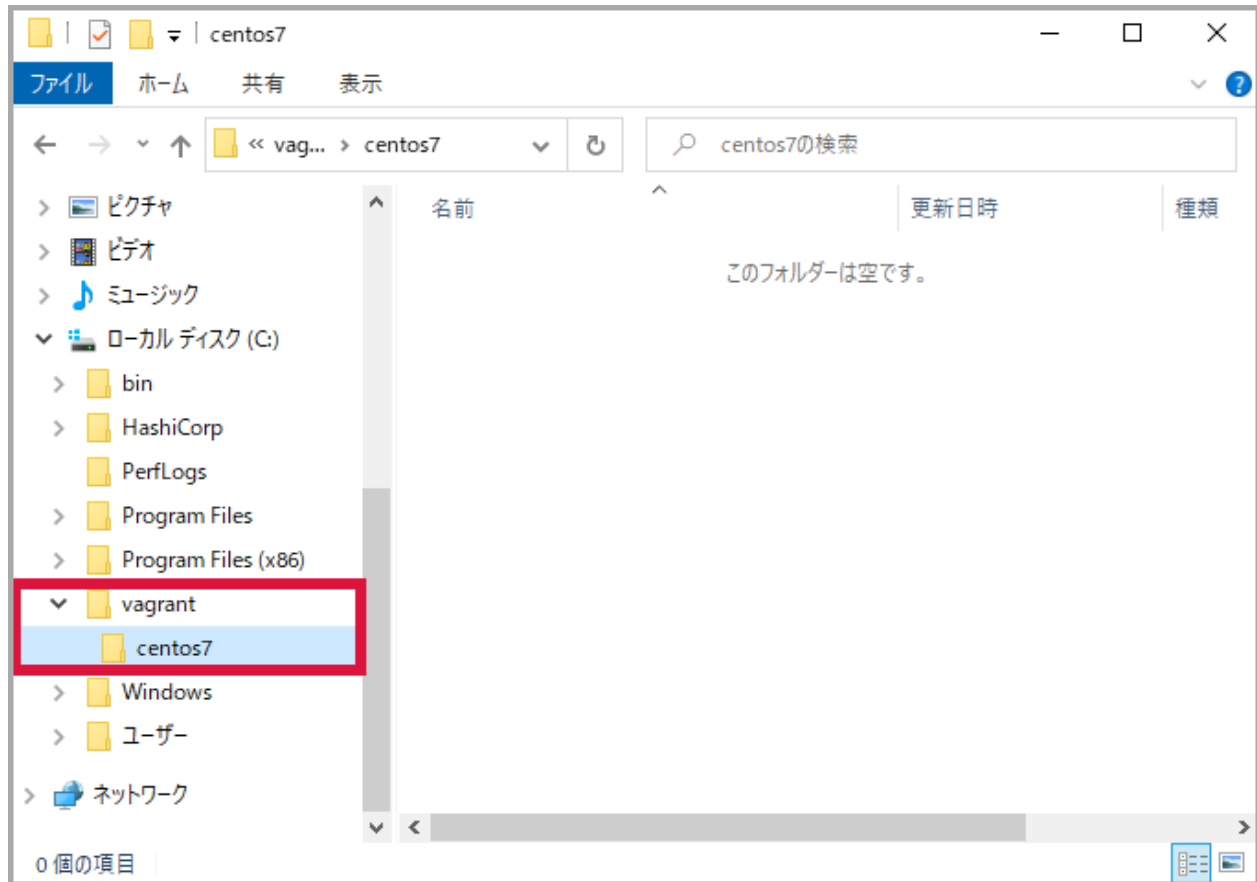 centos7
ファイル ホーム 共有 表示
« vag... › centos7
centos7の検索
ピクチャ
ビデオ
ミュージック
ローカル ディスク (C:)
bin
HashiCorp
PerfLogs
Program Files
Program Files (x86)
vagrant
centos7
Windows
ユーザー
ネットワーク
名前 更新日時 種類
このフォルダーは空です。
0 個の項目